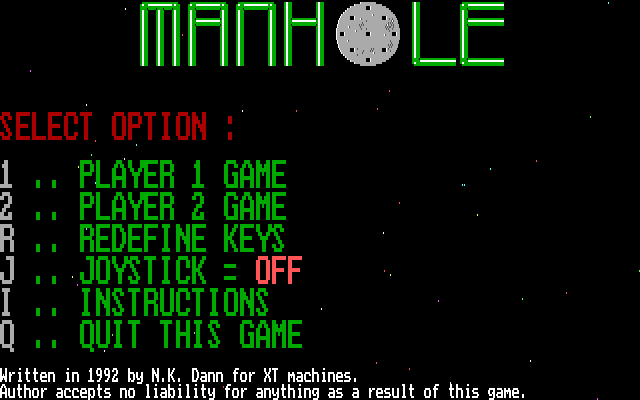 MANHOLE
SELECT OPTION :
1 .. PLAYER 1 GAME
2 .. PLAYER 2 GAME
R .. REDEFINE KEYS
J .. JOYSTICK = OFF
I .. INSTRUCTIONS
Q .. QUIT THIS GAME
Written in 1992 by N.K. Dann for XT machines.
Author accepts no liability for anything as a result of this game.